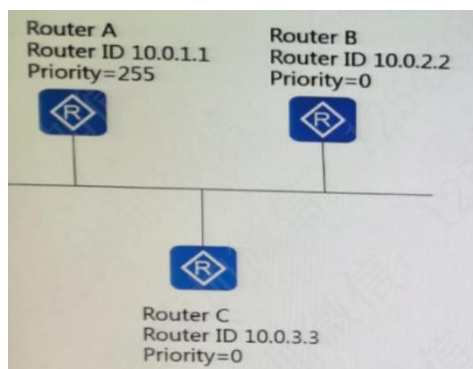 Router A
Router ID 10.0.1.1
Priority=255
Router B
Router ID 10.0.2.2
Priority=0
R
R
R
Router C
Router ID 10.0.3.3
Priority=0